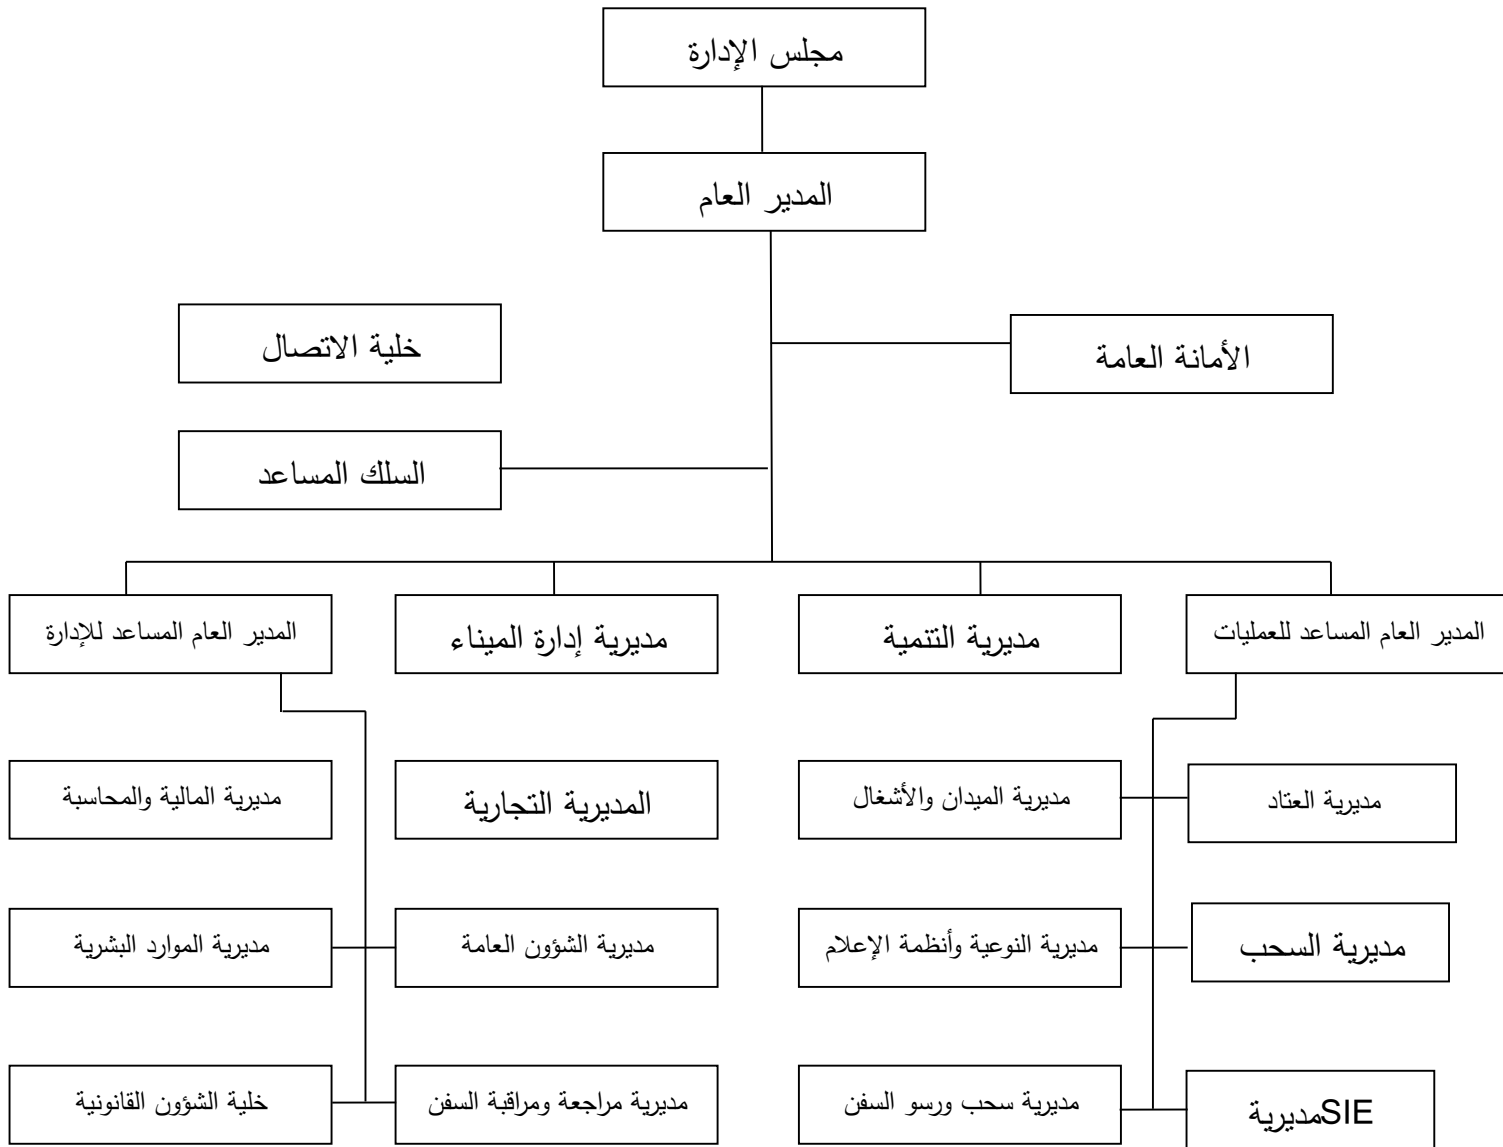 مجلس الإدارة
المدير العام
الأمانة العامة
خلية الاتصال
السلك المساعد
المدير العام المساعد للعمليات
مديرية التنمية
مديرية إدارة الميناء
المدير العام المساعد للإدارة
مديرية العتاد
مديرية الميدان والأشغال
المديرية التجارية
مديرية المالية والمحاسبة
مديرية السحب
مديرية النوعية وأنظمة الإعلام
مديرية الشؤون العامة
مديرية الموارد البشرية
مديرية SIE
مديرية سحب ورسو السفن
مديرية مراجعة ومراقبة السفن
خلية الشؤون القانونية